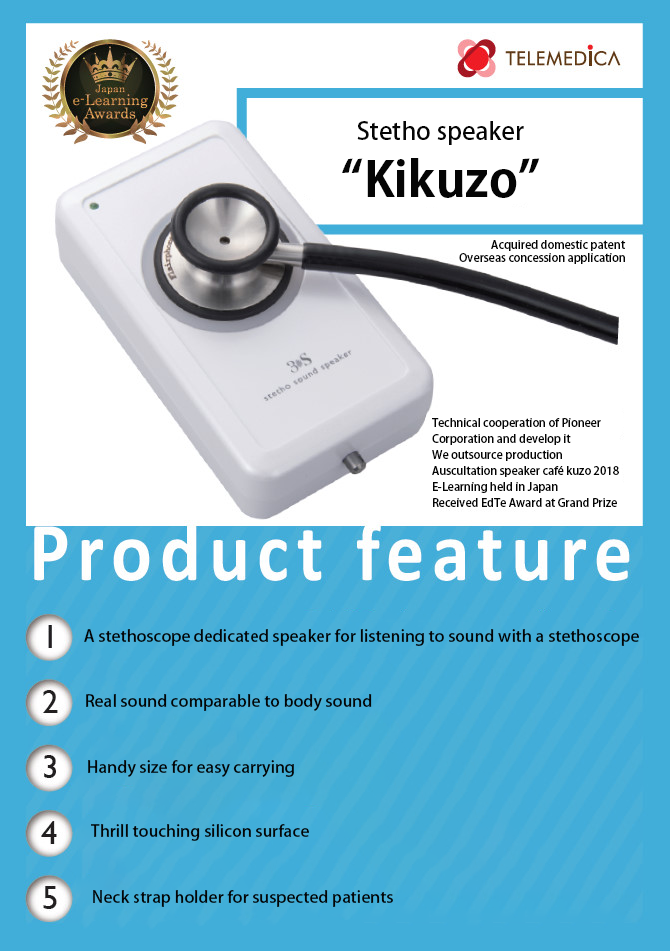 Japan
e-Learning
Awards
TELEMEDICA
Stetho speaker
“Kikuzo”
Acquired domestic patent
Overseas concession application
3S
stetho sound speaker
Technical cooperation of Pioneer
Corporation and develop it
We outsource production
Auscultation speaker café kuzo 2018
E-Learning held in Japan
Received EdTe Award at Grand Prize
Product feature
1 A stethoscope dedicated speaker for listening to sound with a stethoscope
2 Real sound comparable to body sound
3 Handy size for easy carrying
4 Thrill touching silicon surface
5 Neck strap holder for suspected patients